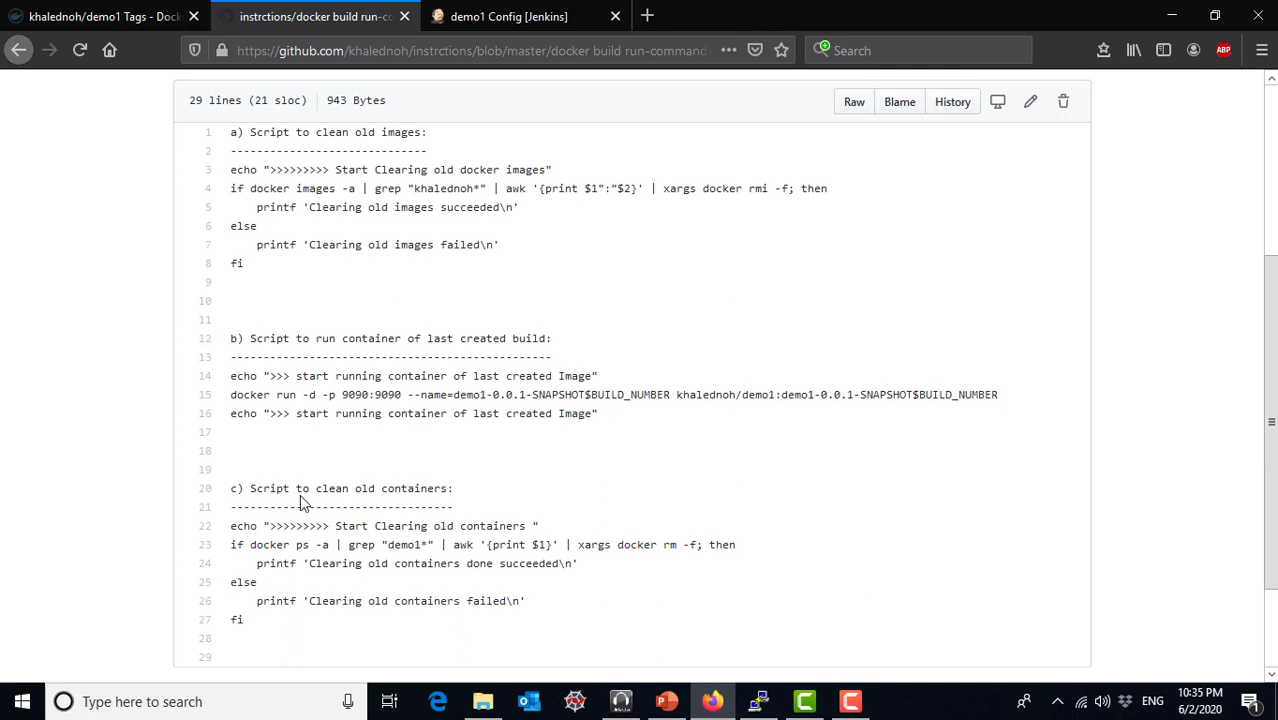 khalednoh/demo1 Tags - Dock
instrctions/docker build run-co
demo1 Config [Jenkins]
https://github.com/khalednoh/instrctions/blob/master/docker build run-commands
Search
29 lines (21 sloc)
943 Bytes
Raw
Blame
History
1 a) Script to clean old images:
2 ------------------------------
3 echo ">>>>>>>>> Start Clearing old docker images"
4 if docker images -a | grep "khalednoh*" | awk '{print $1":"$2}' | xargs docker rmi -f; then
5 printf 'Clearing old images succeeded\n'
6 else
7 printf 'Clearing old images failed\n'
8 fi
9
10
11
12 b) Script to run container of last created build:
13 -------------------------------------------------
14 echo ">>> start running container of last created Image"
15 docker run -d -p 9090:9090 --name=demo1-0.0.1-SNAPSHOT$BUILD_NUMBER khalednoh/demo1:demo1-0.0.1-SNAPSHOT$BUILD_NUMBER
16 echo ">>> start running container of last created Image"
17
18
19
20 c) Script to clean old containers:
21 ----------------------------------
22 echo ">>>>>>>>> Start Clearing old containers "
23 if docker ps -a | grep "demo1*" | awk '{print $1}' | xargs docker rm -f; then
24 printf 'Clearing old containers done succeeded\n'
25 else
26 printf 'Clearing old containers failed\n'
27 fi
28
29
Type here to search
ENG
10:35 PM
6/2/2020
1
ABP